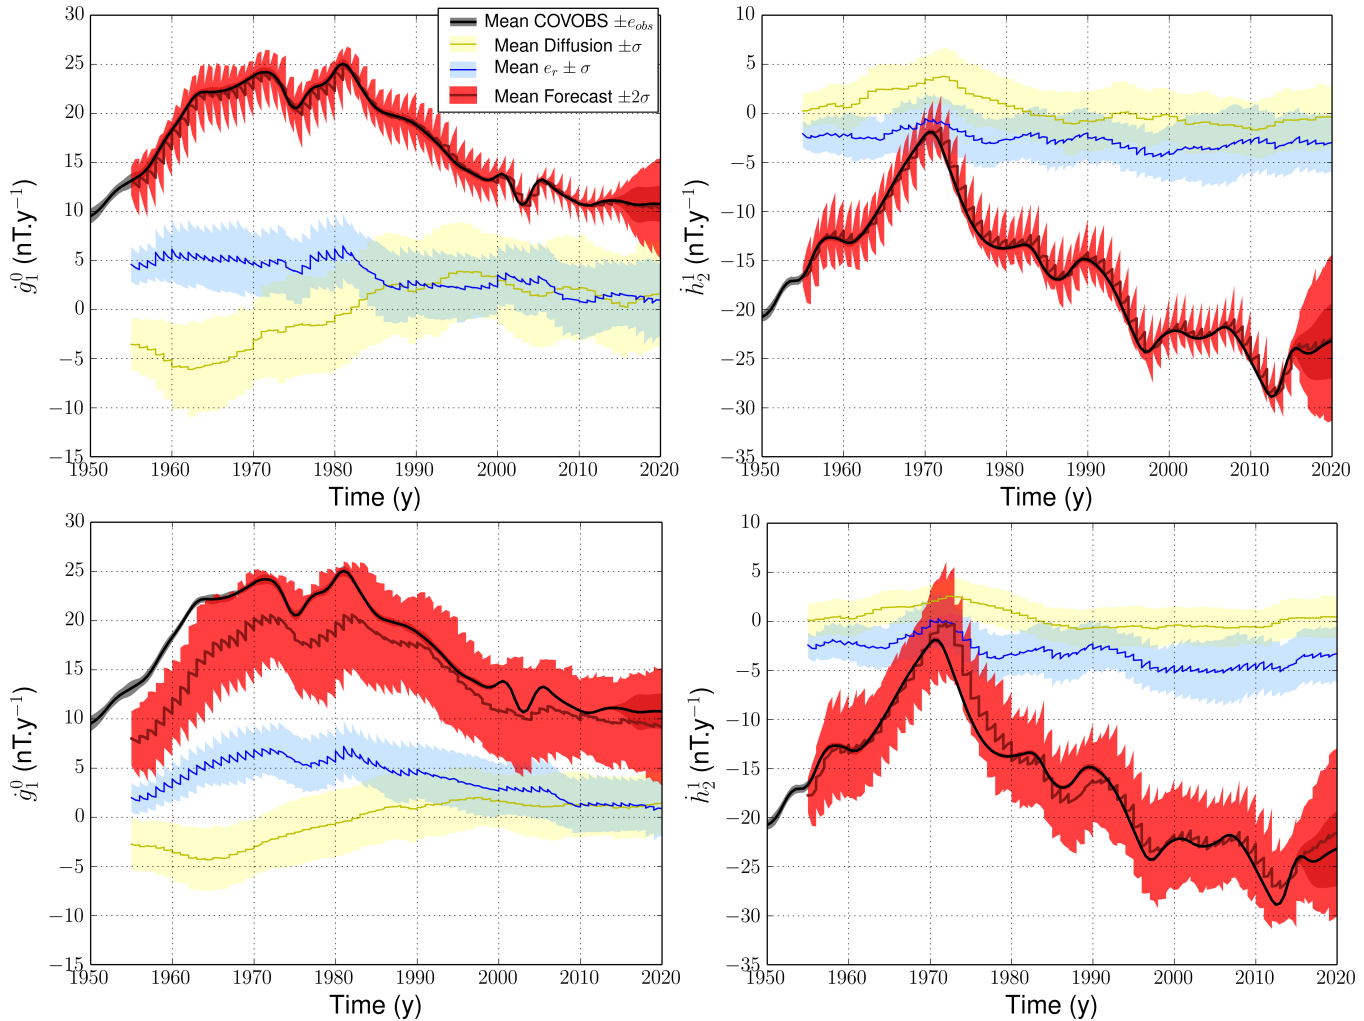 30
25
20
15
10
5
0
−5
−10
−15
ġ₁⁰ (nT.y⁻¹)
1950 1960 1970 1980 1990 2000 2010 2020
Time (y)
Mean COVOBS ±e_obs
Mean Diffusion ±σ
Mean e_r ± σ
Mean Forecast ±2σ
10
5
0
−5
−10
−15
−20
−25
−30
−35
ḣ₂¹ (nT.y⁻¹)
1950 1960 1970 1980 1990 2000 2010 2020
Time (y)
30
25
20
15
10
5
0
−5
−10
−15
ġ₁⁰ (nT.y⁻¹)
1950 1960 1970 1980 1990 2000 2010 2020
Time (y)
10
5
0
−5
−10
−15
−20
−25
−30
−35
ḣ₂¹ (nT.y⁻¹)
1950 1960 1970 1980 1990 2000 2010 2020
Time (y)